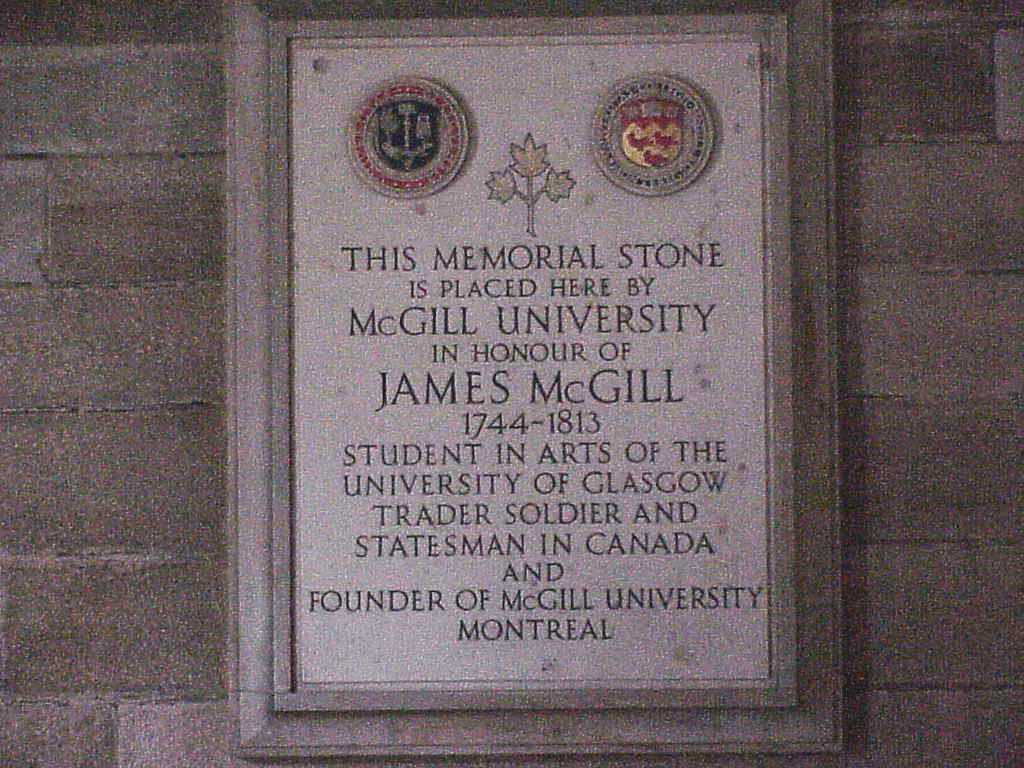 THIS MEMORIAL STONE
IS PLACED HERE BY
McGILL UNIVERSITY
IN HONOUR OF
JAMES McGILL
1744-1813
STUDENT IN ARTS OF THE
UNIVERSITY OF GLASGOW
TRADER SOLDIER AND
STATESMAN IN CANADA
AND
FOUNDER OF McGILL UNIVERSITY
MONTREAL